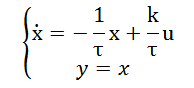 ẋ = −1/τ x + k/τ u
y = x